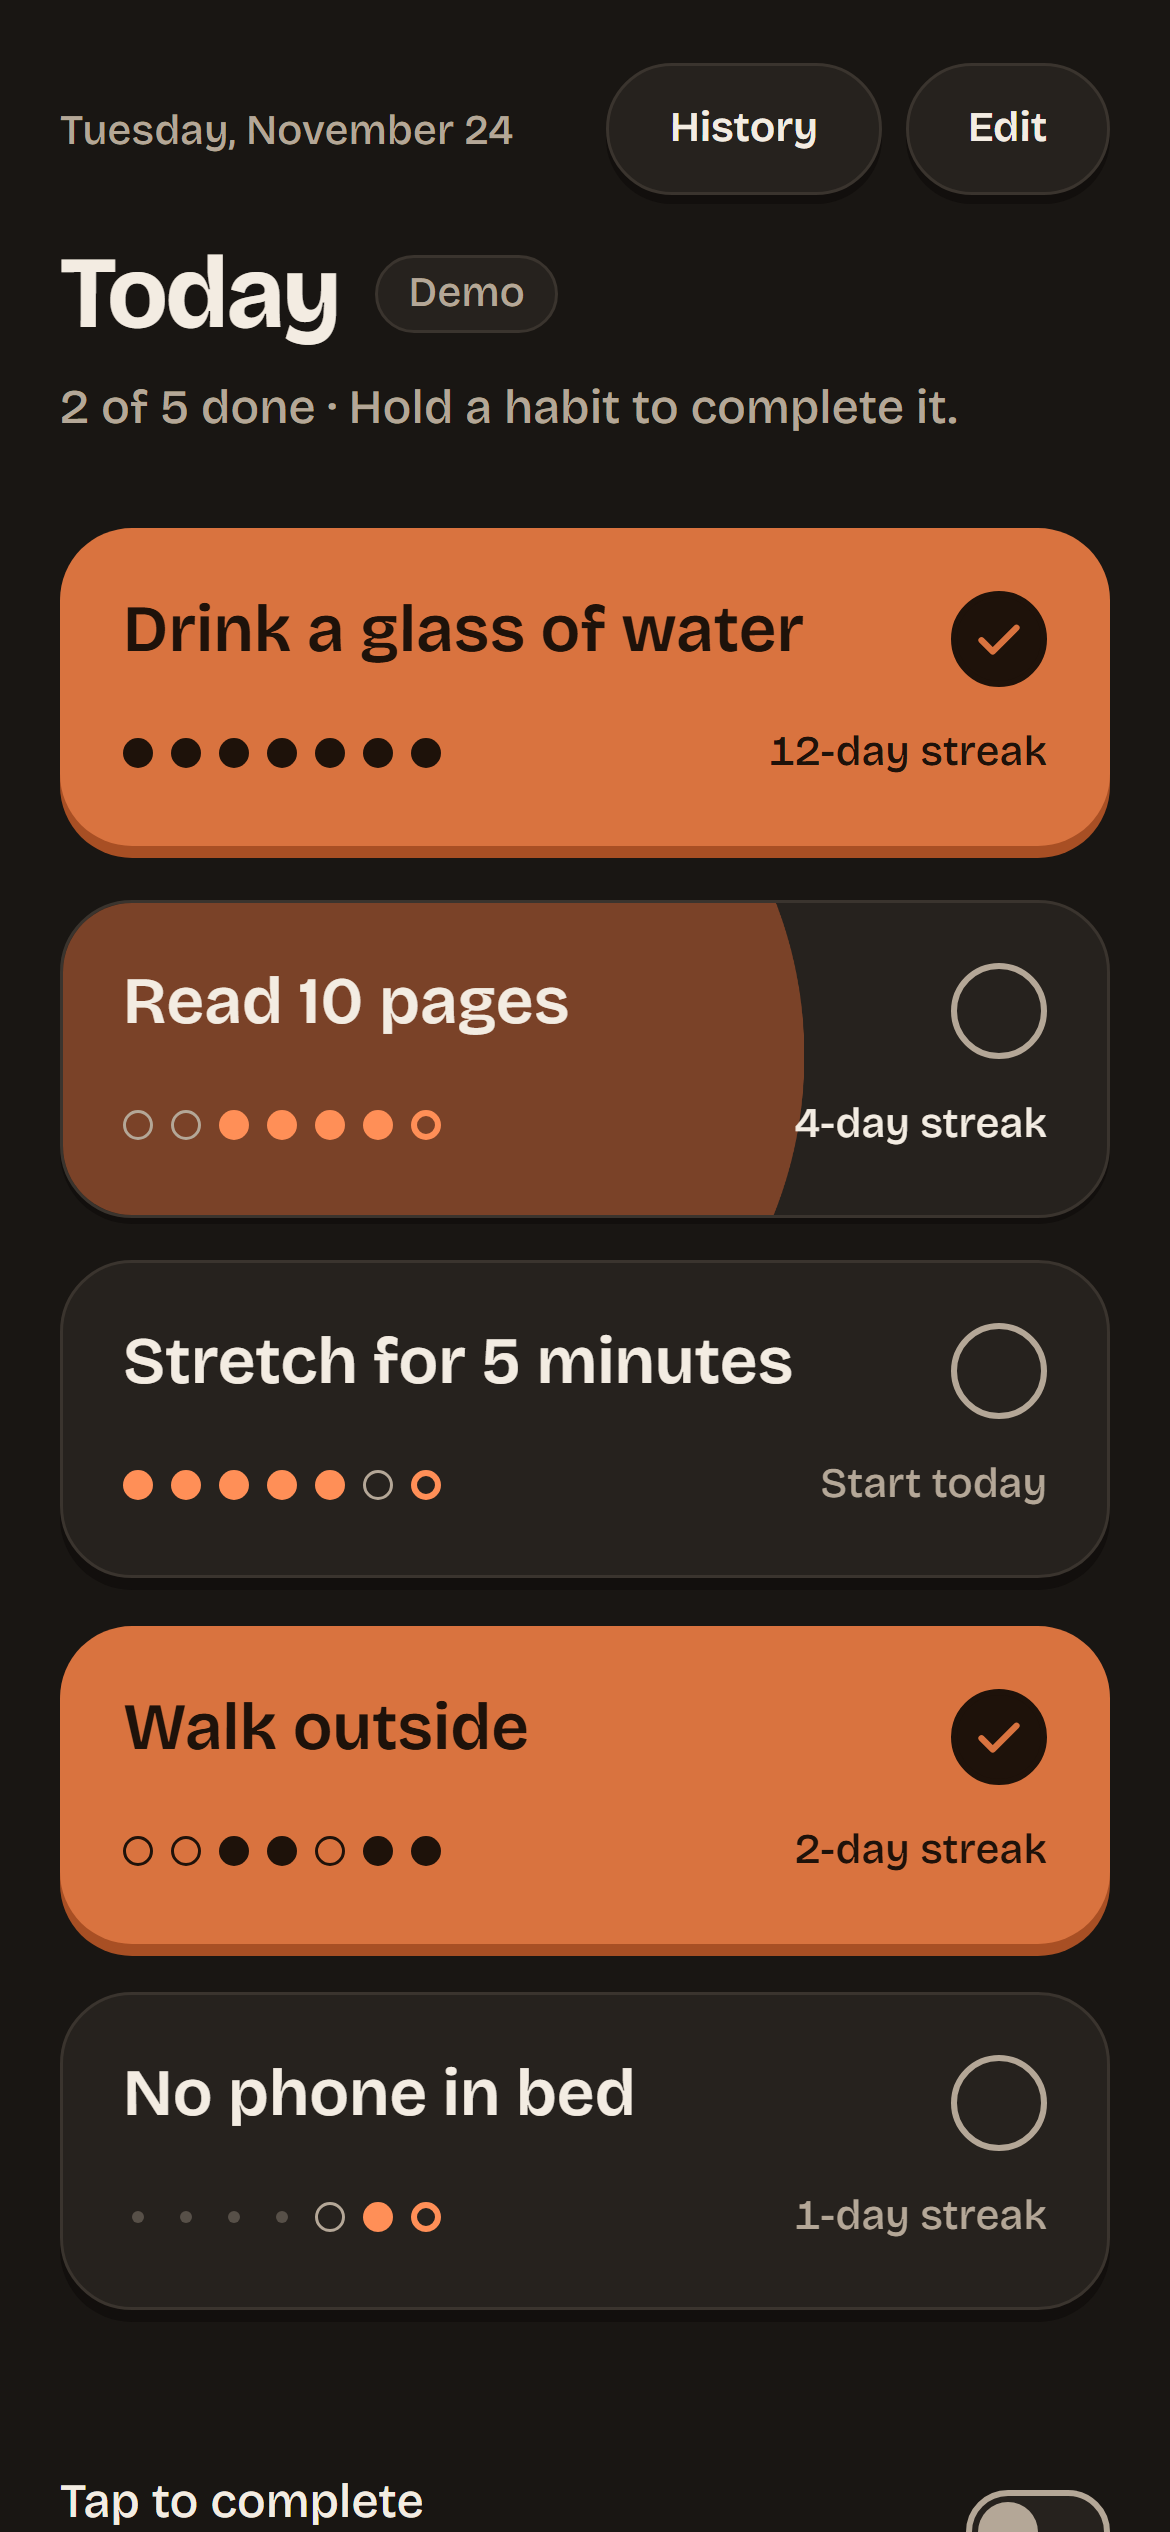 Tuesday, November 24
History
Edit
Today
Demo
2 of 5 done · Hold a habit to complete it.
Drink a glass of water
12-day streak
Read 10 pages
4-day streak
Stretch for 5 minutes
Start today
Walk outside
2-day streak
No phone in bed
1-day streak
Tap to complete